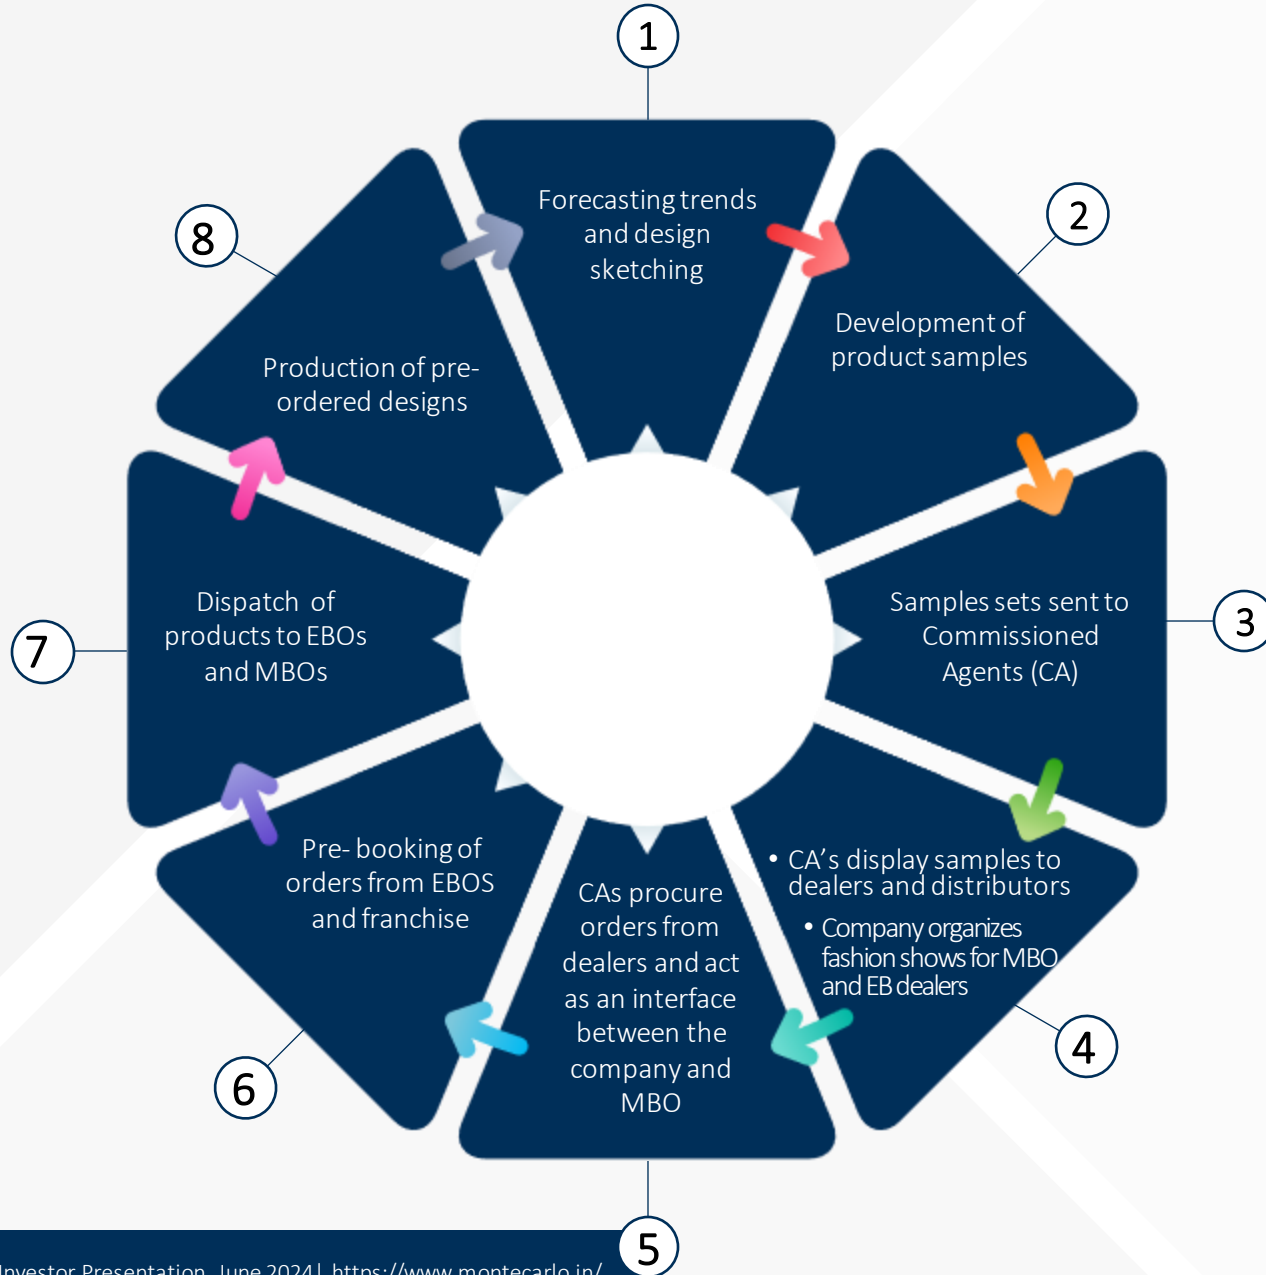 1
Forecasting trends
and design
sketching
2
Development of
product samples
3
Samples sets sent to
Commissioned
Agents (CA)
4
• CA’s display samples to
dealers and distributors
• Company organizes
fashion shows for MBO
and EB dealers
5
CAs procure
orders from
dealers and act
as an interface
between the
company and
MBO
6
Pre- booking of
orders from EBOS
and franchise
7
Dispatch of
products to EBOs
and MBOs
8
Production of pre-
ordered designs
Investor Presentation, June 2024| https://www.montecarlo.in/